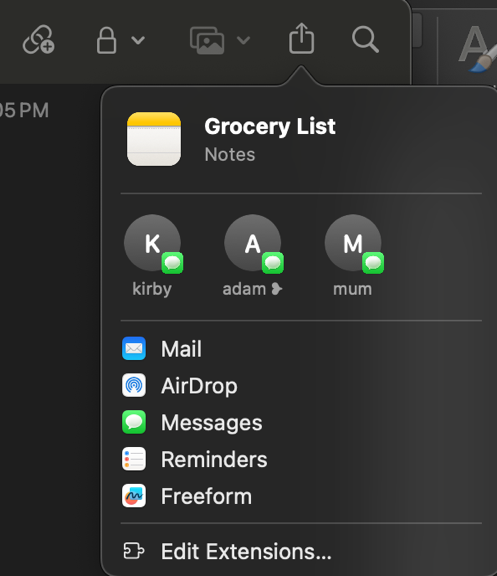 05 PM
Grocery List
Notes
K
A
M
kirby
adam ❥
mum
Mail
AirDrop
Messages
Reminders
Freeform
Edit Extensions...